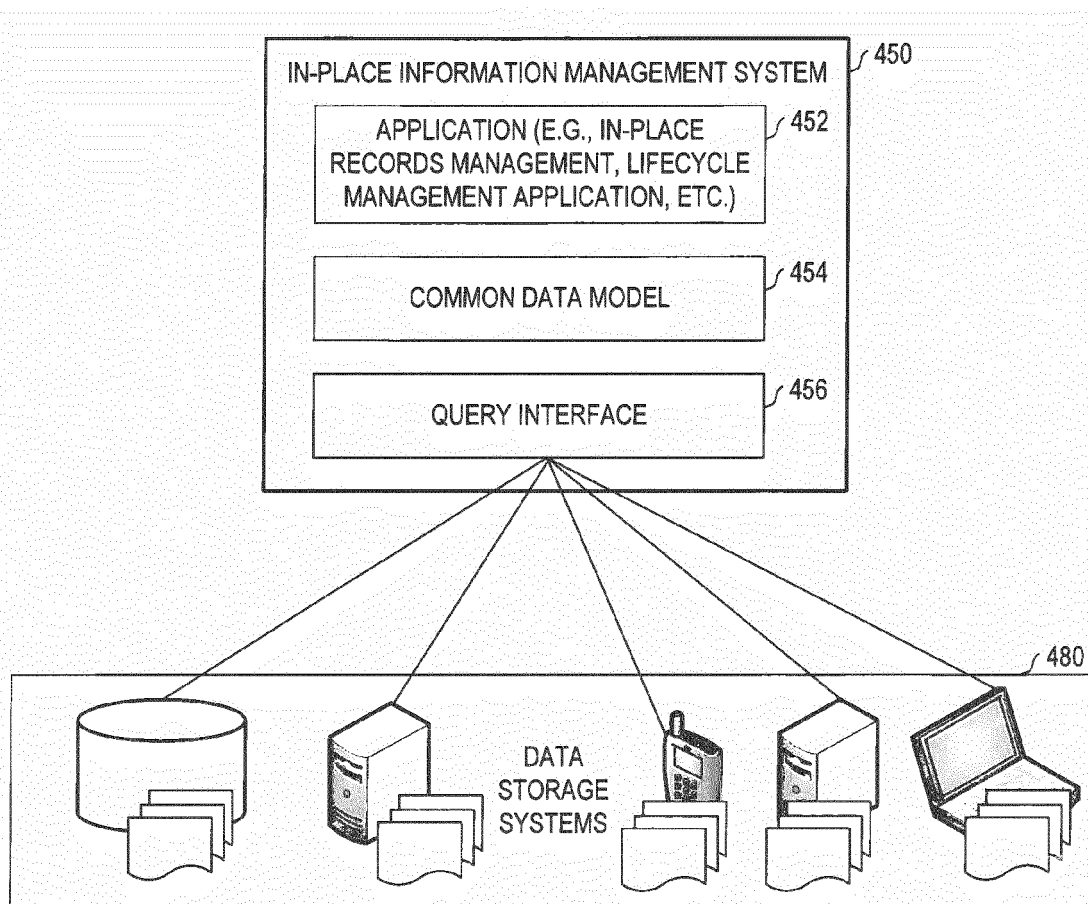 IN-PLACE INFORMATION MANAGEMENT SYSTEM
450
APPLICATION (E.G., IN-PLACE
RECORDS MANAGEMENT, LIFECYCLE
MANAGEMENT APPLICATION, ETC.)
452
COMMON DATA MODEL
454
QUERY INTERFACE
456
480
DATA
STORAGE
SYSTEMS